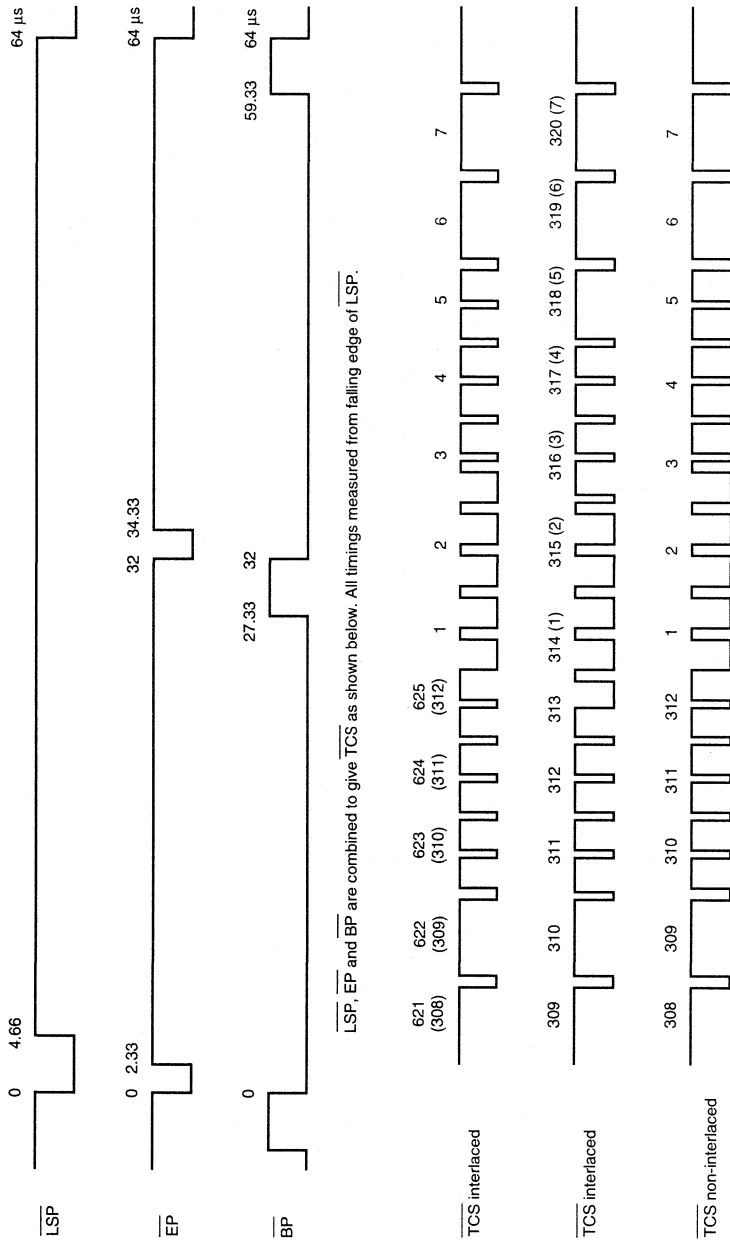 LSP 0 4.66 64 µs
EP 0 2.33 32 34.33 64 µs
BP 0 27.33 32 59.33 64 µs
LSP, EP and BP are combined to give TCS as shown below. All timings measured from falling edge of LSP.
621 622 623 624 625 1 2 3 4 5 6 7
(308) (309) (310) (311) (312)
TCS interlaced
309 310 311 312 313 314 (1) 315 (2) 316 (3) 317 (4) 318 (5) 319 (6) 320 (7)
TCS interlaced
308 309 310 311 312 1 2 3 4 5 6 7
TCS non-interlaced